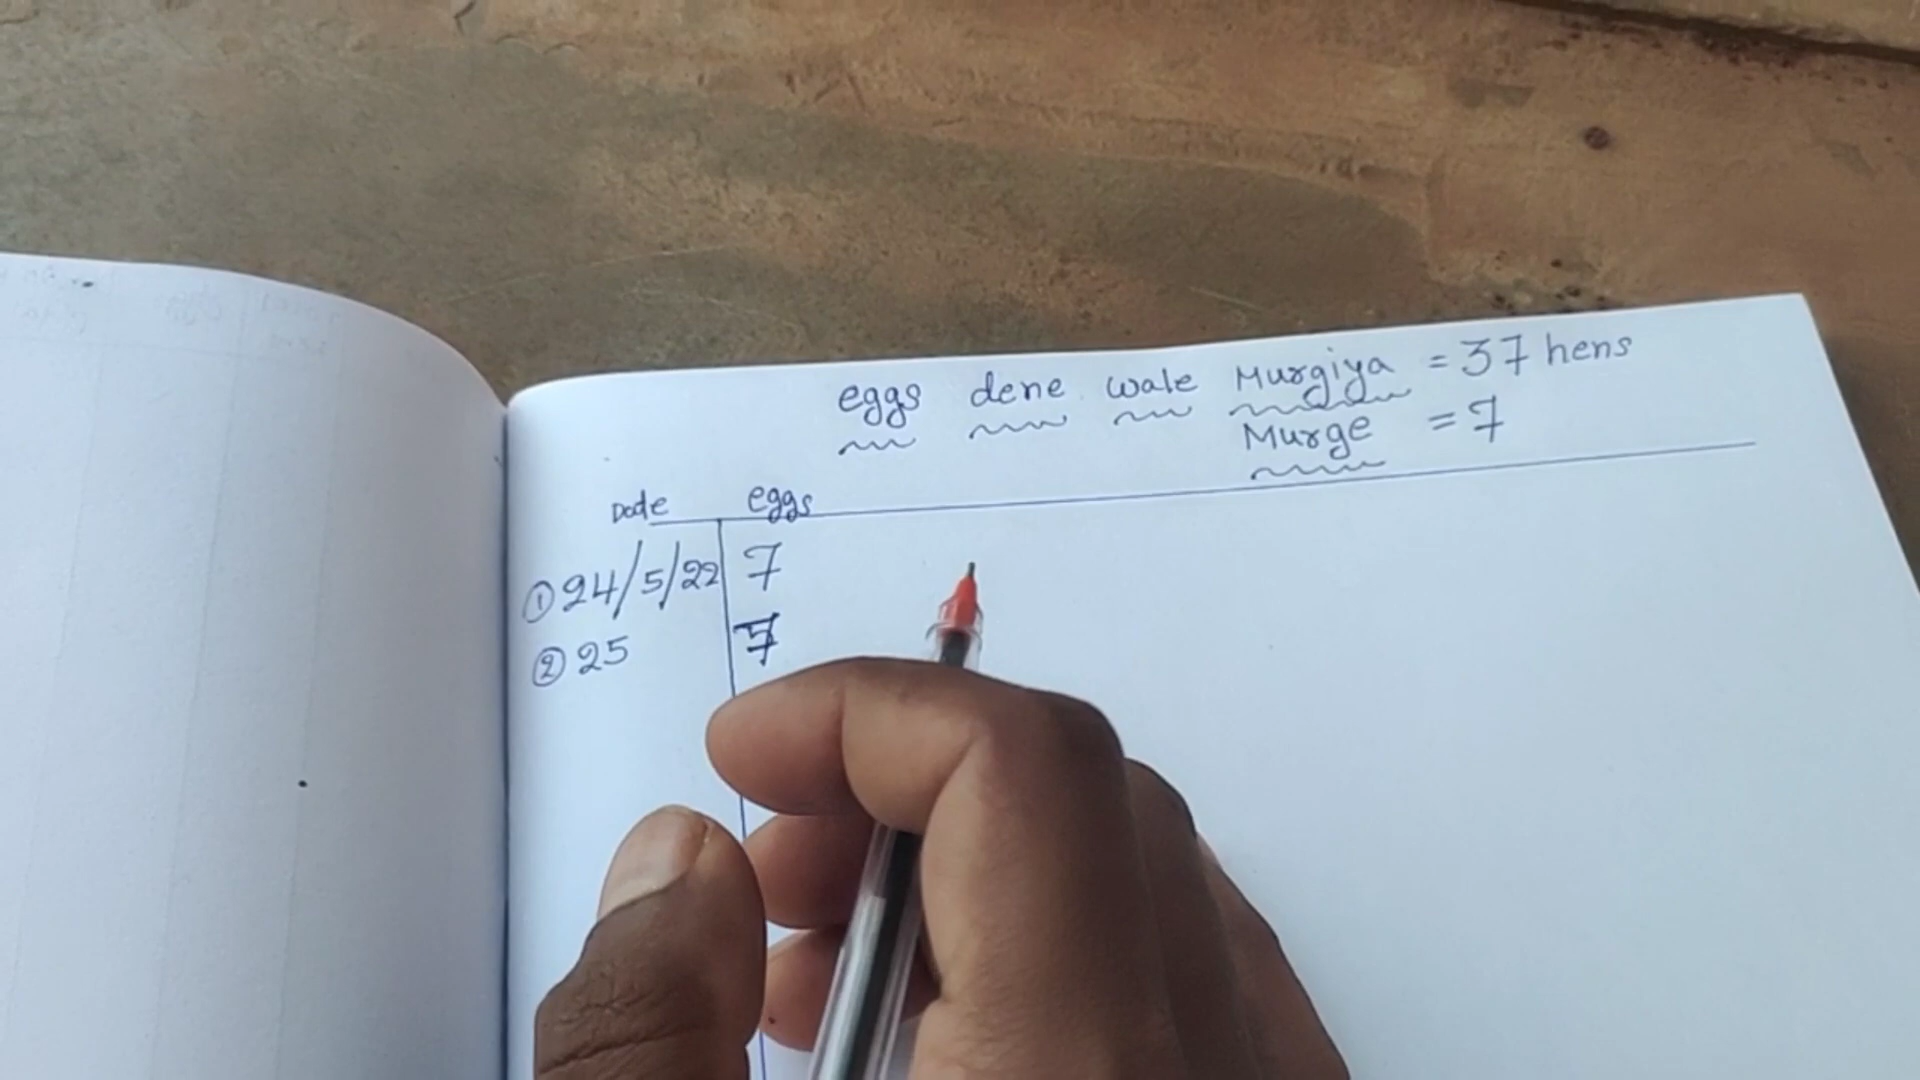 eggs dene wale Murgiya = 37 hens
Murge = 7
Date eggs
① 24/5/22 7
② 25 7